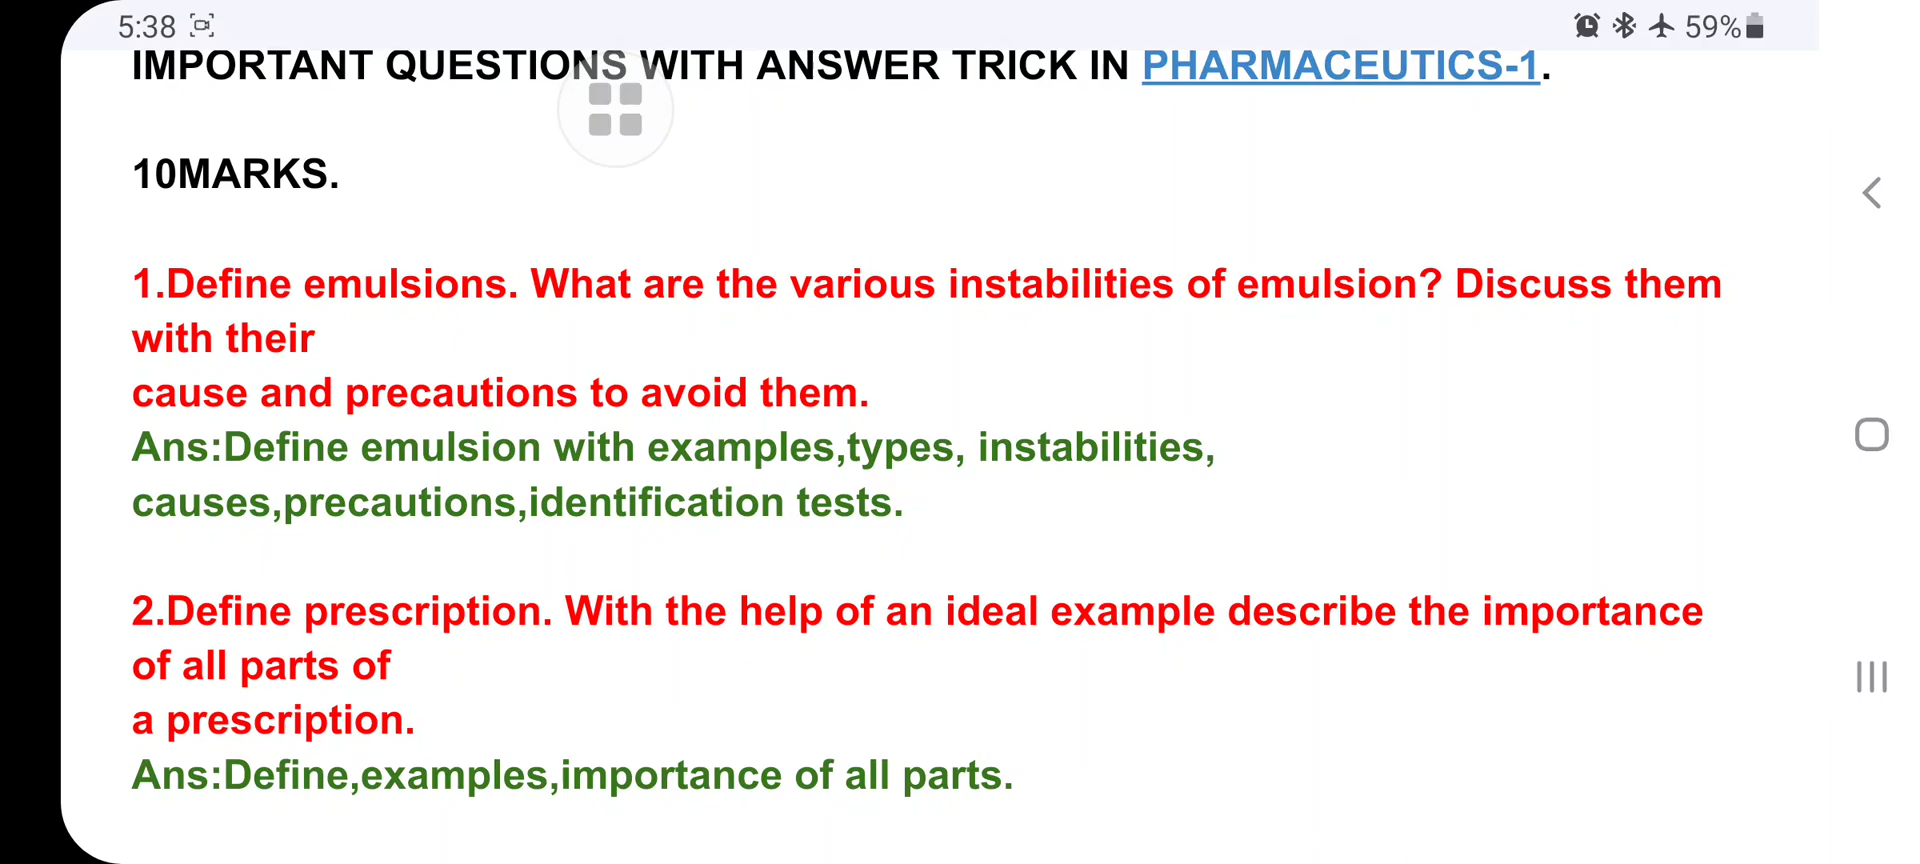 5:38
59%
IMPORTANT QUESTIONS WITH ANSWER TRICK IN PHARMACEUTICS-1.
10MARKS.
1.Define emulsions. What are the various instabilities of emulsion? Discuss them
with their
cause and precautions to avoid them.
Ans:Define emulsion with examples,types, instabilities,
causes,precautions,identification tests.
2.Define prescription. With the help of an ideal example describe the importance
of all parts of
a prescription.
Ans:Define,examples,importance of all parts.